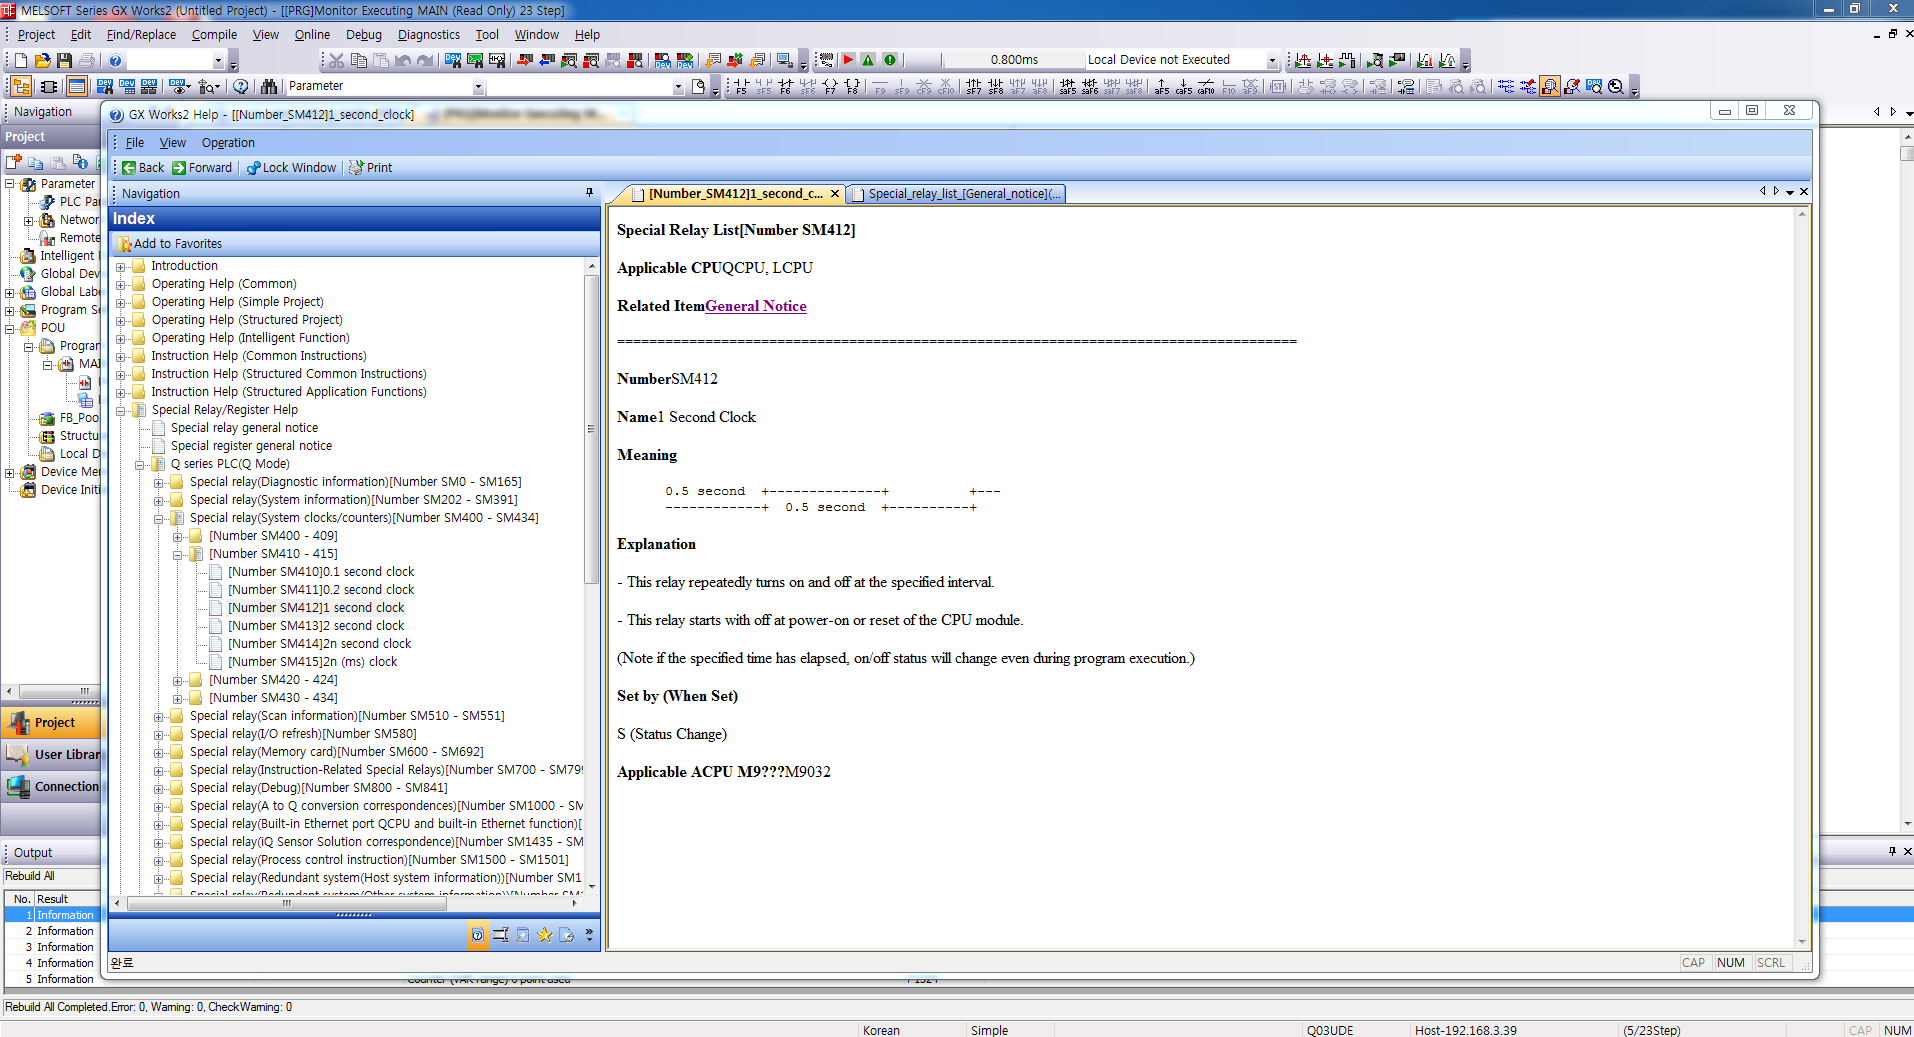 MELSOFT Series GX Works2 (Untitled Project) - [[PRG]Monitor Executing MAIN (Read Only) 23 Step]
Project Edit Find/Replace Compile View Online Debug Diagnostics Tool Window Help
0.800ms Local Device not Executed
Parameter
Navigation
Project
Parameter
PLC Pa
Networ
Remote
Intelligent
Global Dev
Global Labe
Program Se
POU
Progran
MAI
FB_Poo
Structu
Local D
Device Mer
Device Initi
Project
User Librar
Connection
GX Works2 Help - [[Number_SM412]1_second_clock]
File View Operation
Back Forward Lock Window Print
Navigation
Index
Add to Favorites
Introduction
Operating Help (Common)
Operating Help (Simple Project)
Operating Help (Structured Project)
Operating Help (Intelligent Function)
Instruction Help (Common Instructions)
Instruction Help (Structured Common Instructions)
Instruction Help (Structured Application Functions)
Special Relay/Register Help
Special relay general notice
Special register general notice
Q series PLC(Q Mode)
Special relay(Diagnostic information)[Number SM0 - SM165]
Special relay(System information)[Number SM202 - SM391]
Special relay(System clocks/counters)[Number SM400 - SM434]
[Number SM400 - 409]
[Number SM410 - 415]
[Number SM410]0.1 second clock
[Number SM411]0.2 second clock
[Number SM412]1 second clock
[Number SM413]2 second clock
[Number SM414]2n second clock
[Number SM415]2n (ms) clock
[Number SM420 - 424]
[Number SM430 - 434]
Special relay(Scan information)[Number SM510 - SM551]
Special relay(I/O refresh)[Number SM580]
Special relay(Memory card)[Number SM600 - SM692]
Special relay(Instruction-Related Special Relays)[Number SM700 - SM79
Special relay(Debug)[Number SM800 - SM841]
Special relay(A to Q conversion correspondences)[Number SM1000 - SM
Special relay(Built-in Ethernet port QCPU and built-in Ethernet function)[
Special relay(iQ Sensor Solution correspondence)[Number SM1435 - SM
Special relay(Process control instruction)[Number SM1500 - SM1501]
Special relay(Redundant system(Host system information))[Number SM1
Special relay(Redundant system(Other system information))[Number SM1
완료
[Number_SM412]1_second_c... Special_relay_list_[General_notice](...
Special Relay List[Number SM412]
Applicable CPUQCPU, LCPU
Related ItemGeneral Notice
=====================================================================================
NumberSM412
Name1 Second Clock
Meaning
0.5 second +--------------+ +---
------------+ 0.5 second +----------+
Explanation
- This relay repeatedly turns on and off at the specified interval.
- This relay starts with off at power-on or reset of the CPU module.
(Note if the specified time has elapsed, on/off status will change even during program execution.)
Set by (When Set)
S (Status Change)
Applicable ACPU M9???M9032
CAP NUM SCRL
Output
Rebuild All
No. Result
1 Information
2 Information
3 Information
4 Information
5 Information
Rebuild All Completed.Error: 0, Warning: 0, CheckWarning: 0
Korean Simple Q03UDE Host-192.168.3.39 (5/23Step) CAP NUM